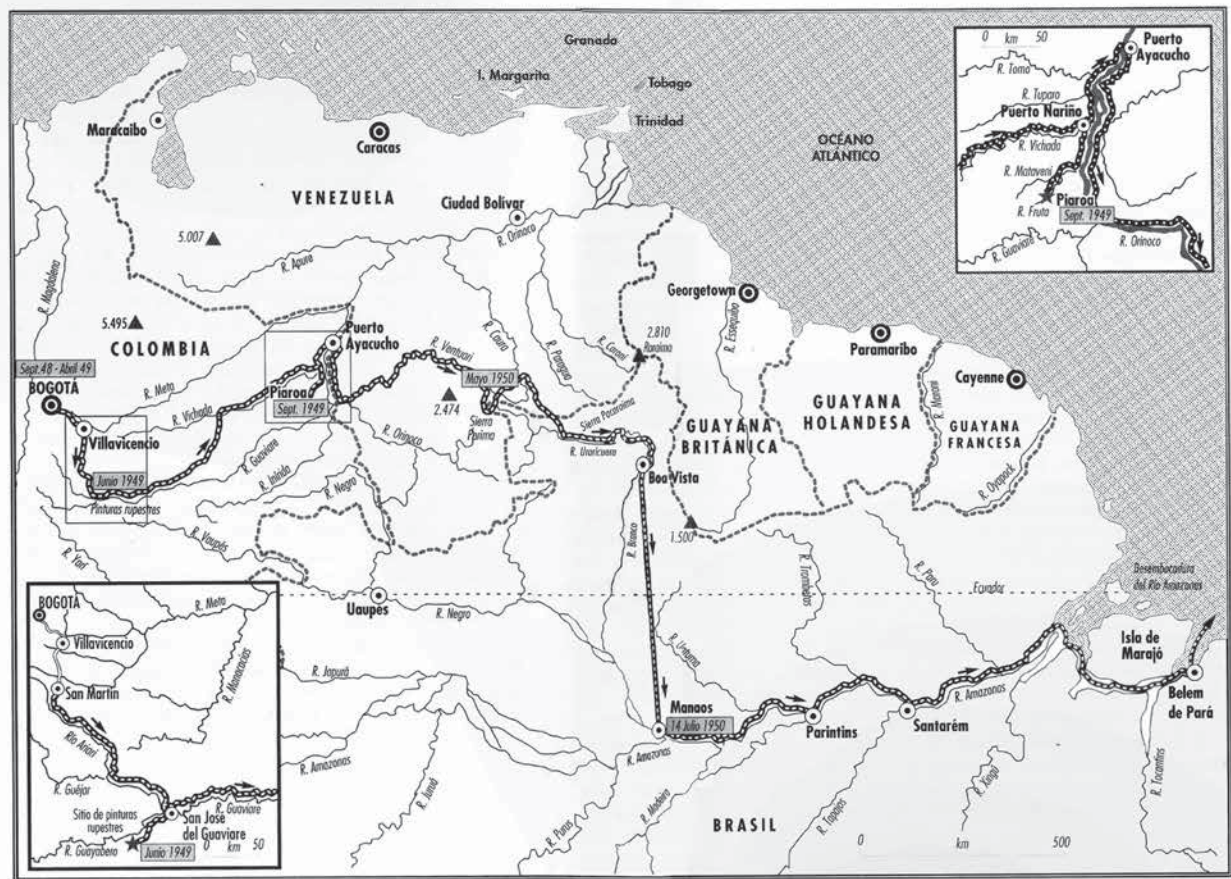 Granada
I. Margarita
Tobago
Trinidad
Maracaibo
Caracas
OCÉANO
ATLÁNTICO
VENEZUELA
Ciudad Bolívar
R. Orinoco
5.007
R. Apure
R. Magdalena
5.495
COLOMBIA
Puerto
Ayacucho
R. Ventuari
R. Caura
R. Paragua
R. Caroní
2.810
Roraima
Georgetown
R. Essequibo
Paramaribo
Cayenne
Sept.48 - Abril 49
BOGOTÁ
R. Meta
R. Vichada
Piaroa
Sept. 1949
Mayo 1950
2.474
Sierra
Parima
Sierra Pacaraima
GUAYANA
BRITÁNICA
GUAYANA
HOLANDESA
R. Maroni
GUAYANA
FRANCESA
R. Oyapock
Villavicencio
Junio 1949
Pinturas rupestres
R. Guaviare
R. Inirida
R. Orinoco
R. Negro
R. Uraricuera
Boa Vista
1.500
R. Vaupés
R. Yarí
R. Branco
R. Trombetas
R. Paru
Ecuador
Desembocadura
del Río Amazonas
Uaupés
R. Negro
R. Japurá
R. Uatuma
Isla de
Marajó
Manaos
14 Julio 1950
Parintins
Santarém
R. Amazonas
Belem
de Pará
R. Amazonas
R. Amazonas
R. Juruá
R. Purus
R. Madeira
BRASIL
R. Tapajos
R. Xingú
R. Tocantins
0 km 500
0 km 50
Puerto
Ayacucho
R. Tomo
R. Tuparo
Puerto Nariño
R. Vichada
R. Mataveni
Piaroa
R. Fruta
Sept. 1949
R. Guaviare
R. Orinoco
BOGOTÁ
R. Meta
Villavicencio
San Martín
R. Manacacías
Río Ariari
R. Guéjar
R. Guaviare
Sitio de pinturas
rupestres
San José
del Guaviare
R. Guayabero
Junio 1949
0 km 50